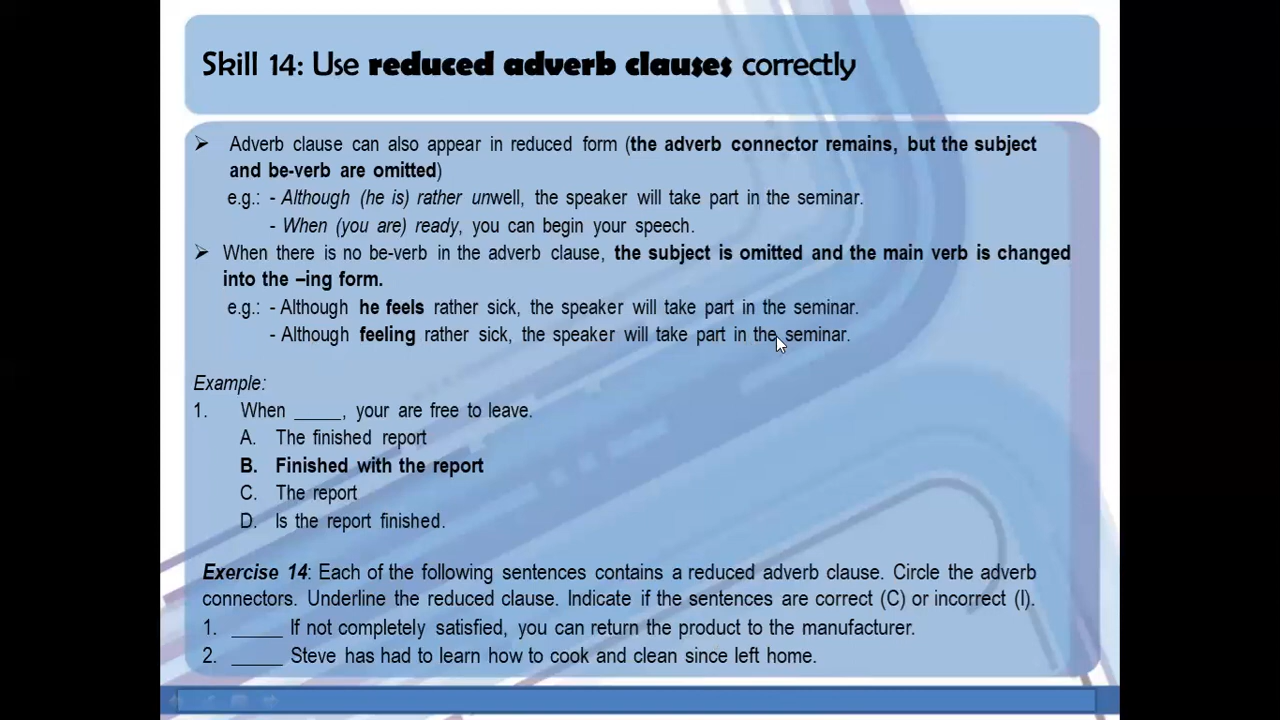 Skill 14: Use reduced adverb clauses correctly
➢ Adverb clause can also appear in reduced form (the adverb connector remains, but the subject
and be-verb are omitted)
e.g.: - Although (he is) rather unwell, the speaker will take part in the seminar.
- When (you are) ready, you can begin your speech.
➢ When there is no be-verb in the adverb clause, the subject is omitted and the main verb is changed
into the –ing form.
e.g.: - Although he feels rather sick, the speaker will take part in the seminar.
- Although feeling rather sick, the speaker will take part in the seminar.
Example:
1. When _____, your are free to leave.
A. The finished report
B. Finished with the report
C. The report
D. Is the report finished.
Exercise 14: Each of the following sentences contains a reduced adverb clause. Circle the adverb
connectors. Underline the reduced clause. Indicate if the sentences are correct (C) or incorrect (I).
1. _____ If not completely satisfied, you can return the product to the manufacturer.
2. _____ Steve has had to learn how to cook and clean since left home.